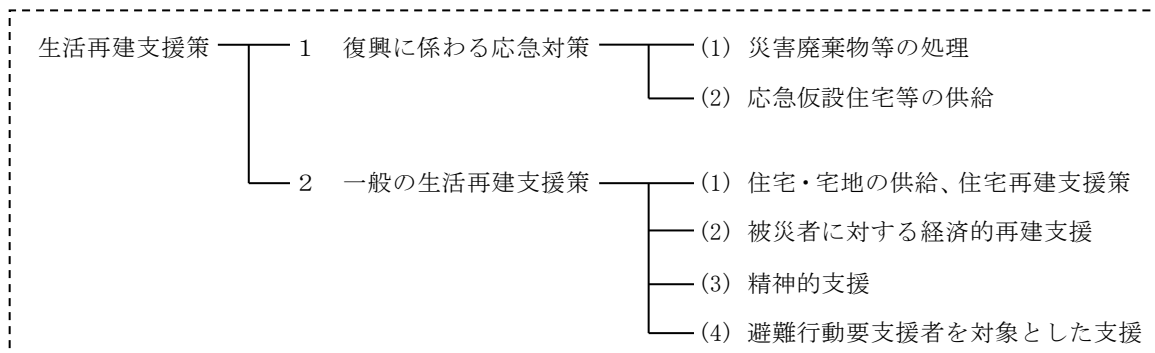 生活再建支援策 1 復興に係わる応急対策 (1) 災害廃棄物等の処理
(2) 応急仮設住宅等の供給
2 一般の生活再建支援策 (1) 住宅・宅地の供給、住宅再建支援策
(2) 被災者に対する経済的再建支援
(3) 精神的支援
(4) 避難行動要支援者を対象とした支援